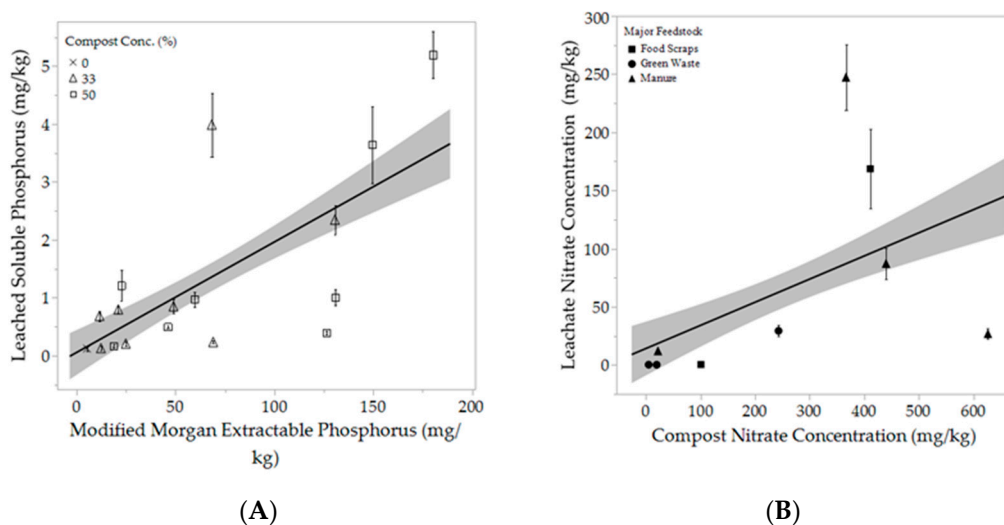 Compost Conc. (%)
× 0
△ 33
□ 50
5
4
3
2
1
0
0 50 100 150 200
Leached Soluble Phosphorus (mg/kg)
Modified Morgan Extractable Phosphorus (mg/
kg)
(A)
Major Feedstock
■ Food Scraps
● Green Waste
▲ Manure
300
250
200
150
100
50
0
0 100 200 300 400 500 600
Leachate Nitrate Concentration (mg/kg)
Compost Nitrate Concentration (mg/kg)
(B)